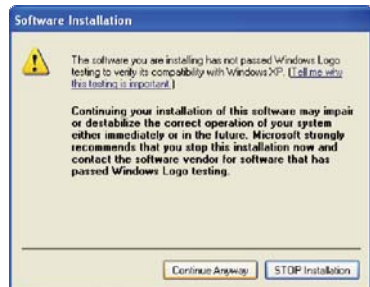 Software Installation
The software you are installing has not passed Windows Logo
testing to verify its compatibility with Windows XP. (Tell me why
this testing is important.)
Continuing your installation of this software may impair
or destabilize the correct operation of your system
either immediately or in the future. Microsoft strongly
recommends that you stop this installation now and
contact the software vendor for software that has
passed Windows Logo testing.
Continue Anyway
STOP Installation